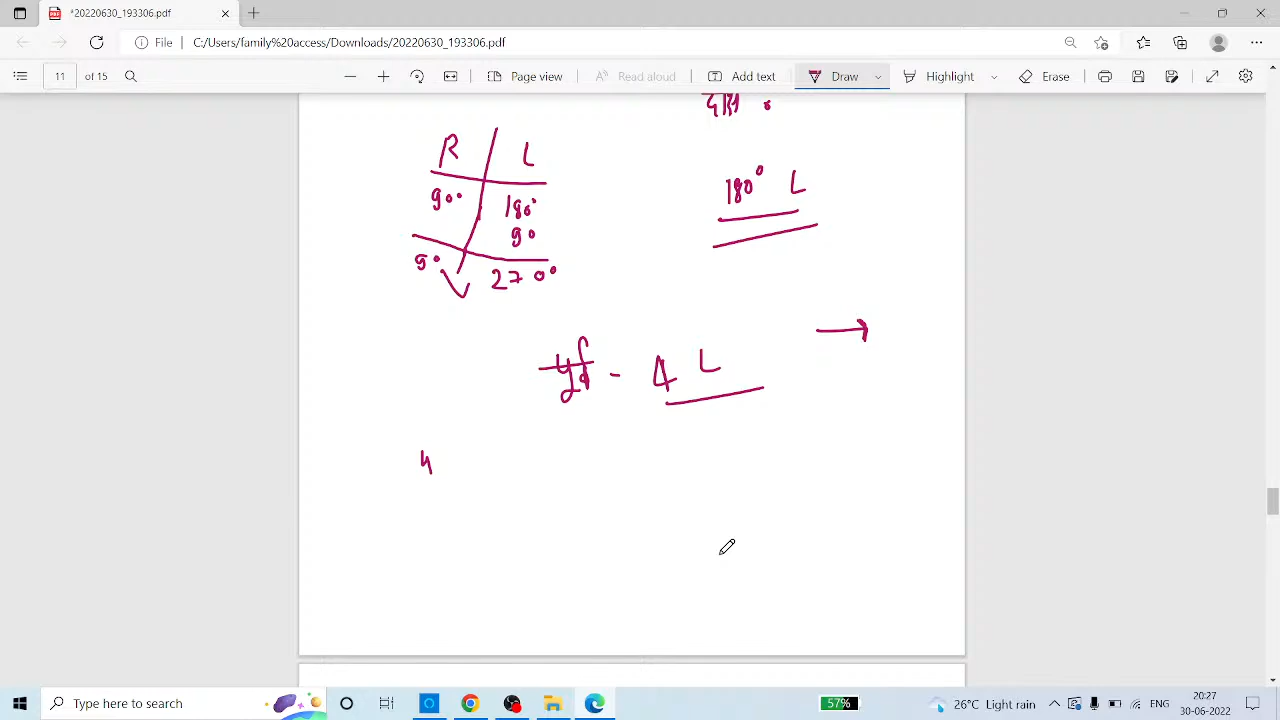 *20220630_193306.pdf
File
C:/Users/family%20access/Downloads/20220630_193306.pdf
11
Page view
Read aloud
Add text
Draw
Highlight
Erase
R L
90° 180°
90
90° 270°
180° L
4 L
Type here to search
57%
26°C Light rain
ENG
20:27
30-06-2022